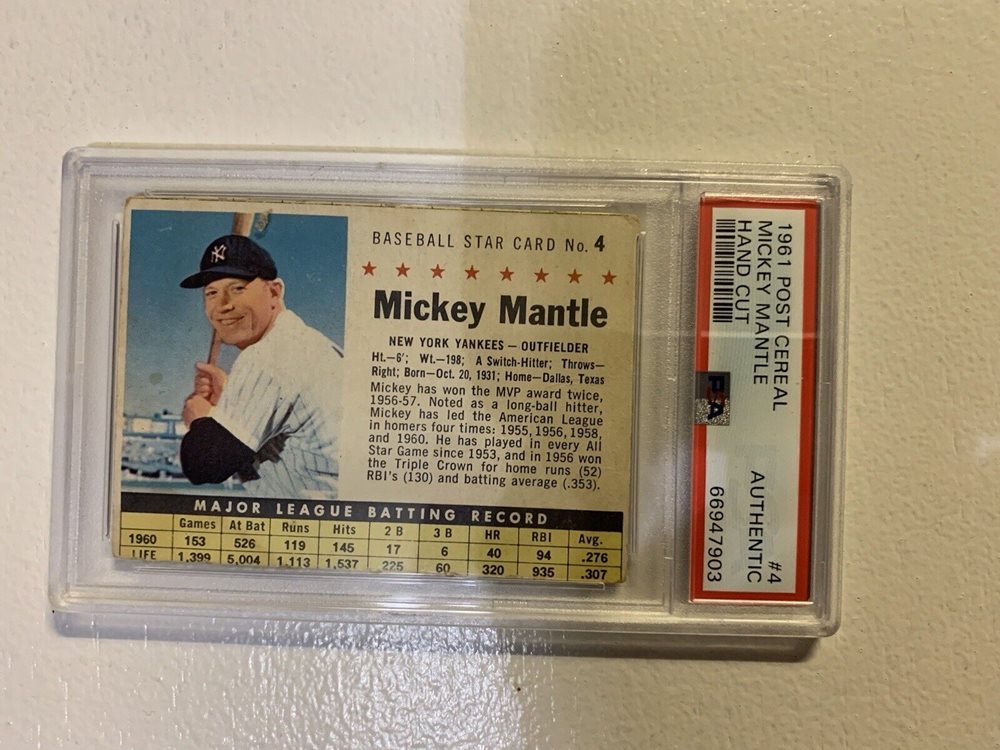 BASEBALL STAR CARD No. 4
Mickey Mantle
NEW YORK YANKEES — OUTFIELDER
Ht.—6'; Wt.—198; A Switch-Hitter; Throws—
Right; Born—Oct. 20, 1931; Home—Dallas, Texas
Mickey has won the MVP award twice,
1956-57. Noted as a long-ball hitter,
Mickey has led the American League
in homers four times: 1955, 1956, 1958,
and 1960. He has played in every All
Star Game since 1953, and in 1956 won
the Triple Crown for home runs (52)
RBI's (130) and batting average (.353).
MAJOR LEAGUE BATTING RECORD
Games At Bat Runs Hits 2 B 3 B HR RBI Avg.
1960 153 526 119 145 17 6 40 94 .276
LIFE 1,399 5,004 1,113 1,537 225 60 320 935 .307
NY
1961 POST CEREAL #4
MICKEY MANTLE AUTHENTIC
HAND CUT
66947903
PSA